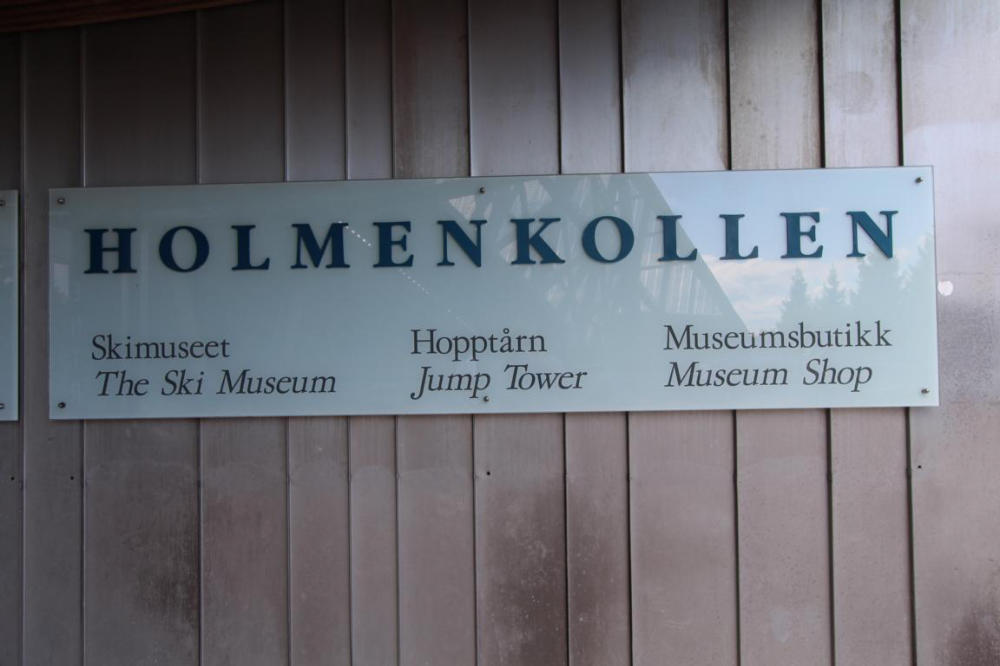 HOLMENKOLLEN
Skimuseet Hopptårn Museumsbutikk
The Ski Museum Jump Tower Museum Shop